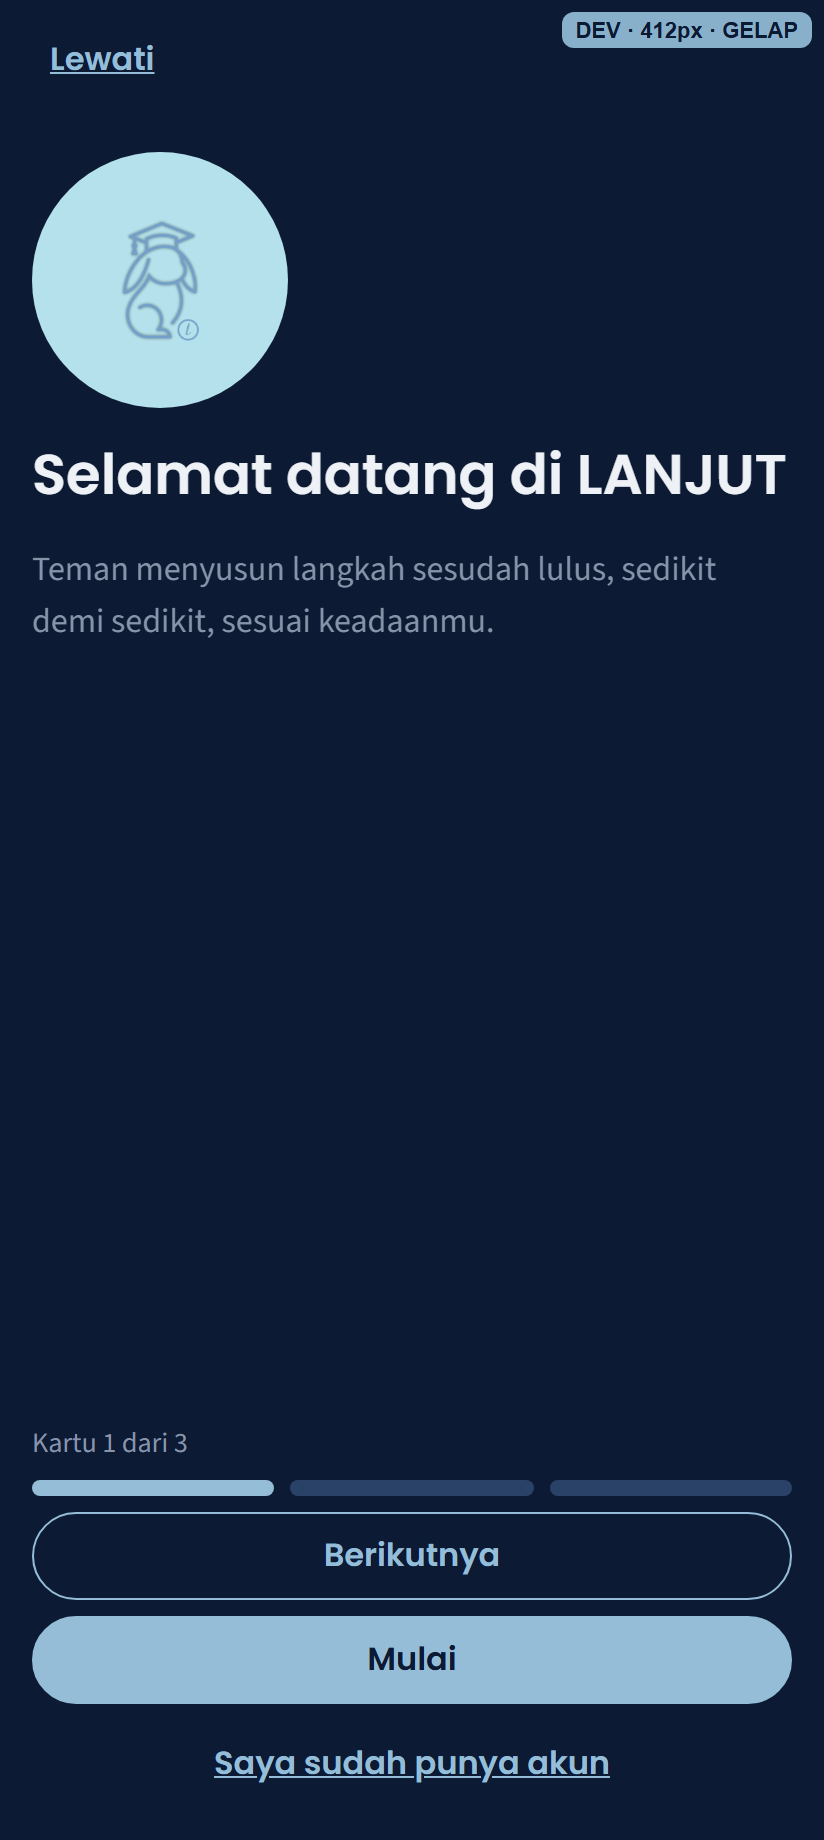 DEV · 412px · GELAP
Lewati
Selamat datang di LANJUT
Teman menyusun langkah sesudah lulus, sedikit
demi sedikit, sesuai keadaanmu.
Kartu 1 dari 3
Berikutnya
Mulai
Saya sudah punya akun